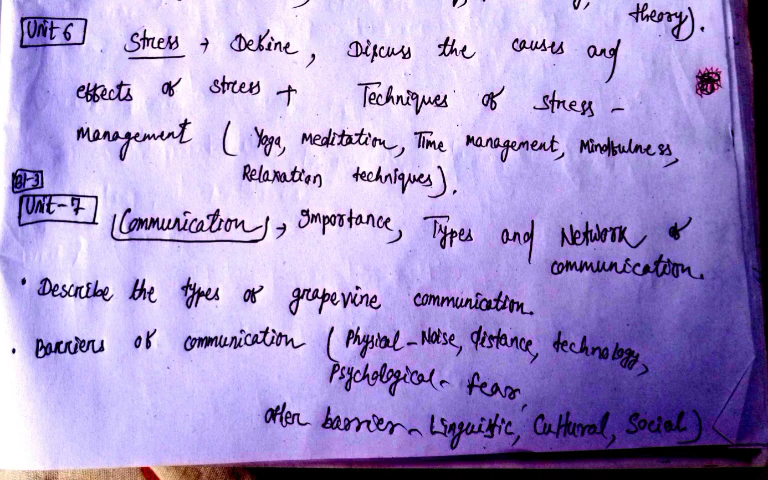 theory).
Unit 6
Stress → Define, Discuss the causes and
effects of stress + Techniques of stress -
management ( Yoga, meditation, Time management, Mindfulness,
Relaxation techniques).
Unit-7
Communication → Importance, Types and Network of
communication.
• Describe the types of grapevine communication.
• Barriers of communication ( Physical - Noise, distance, technology,
Psychological - fear,
other barrier - Linguistic, Cultural, Social)